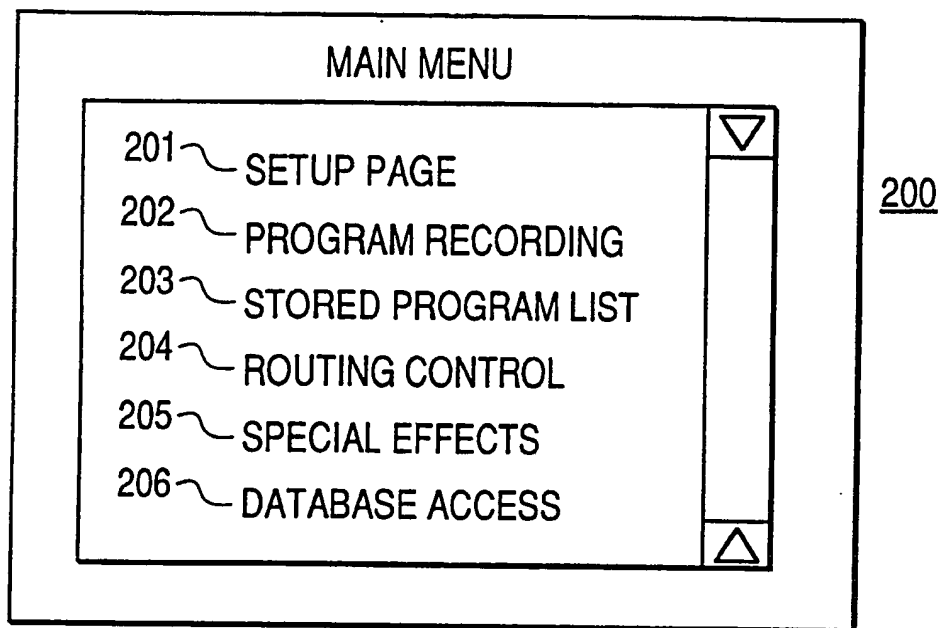 MAIN MENU
201 SETUP PAGE
200
202 PROGRAM RECORDING
203 STORED PROGRAM LIST
204 ROUTING CONTROL
205 SPECIAL EFFECTS
206 DATABASE ACCESS